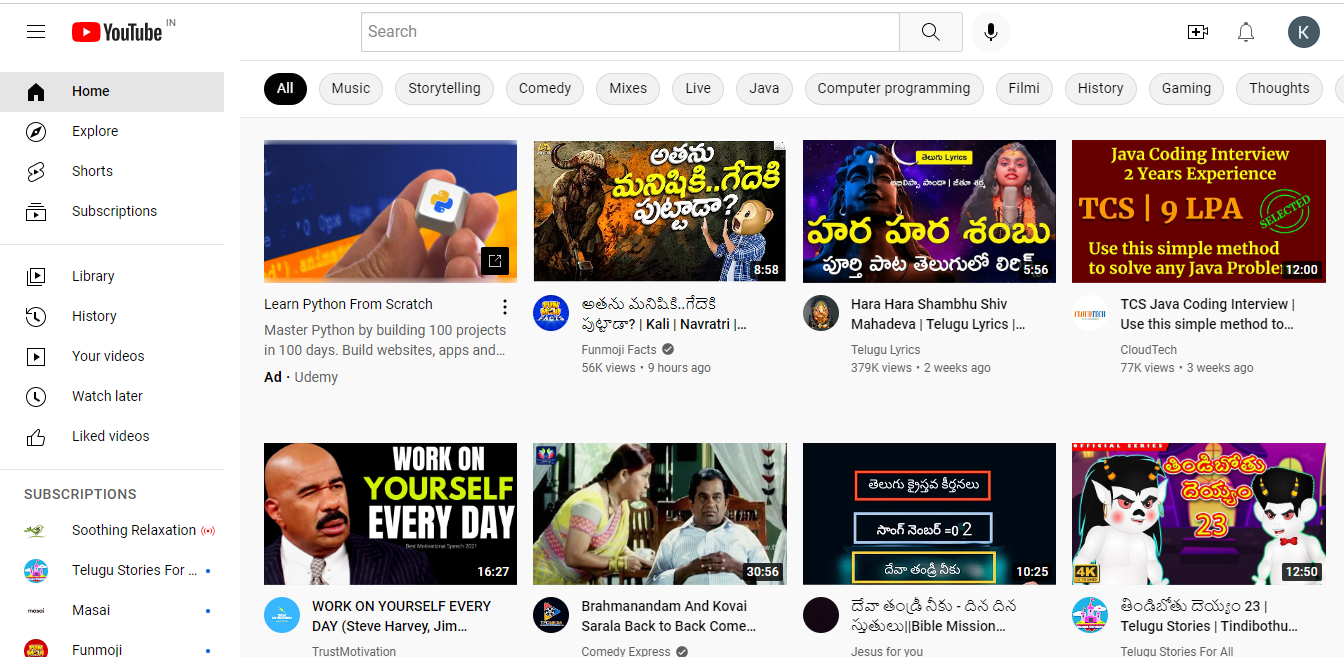 YouTube IN
Search
K
Home
Explore
Shorts
Subscriptions
Library
History
Your videos
Watch later
Liked videos
SUBSCRIPTIONS
Soothing Relaxation
Telugu Stories For ...
Masai
Funmoji
All Music Storytelling Comedy Mixes Live Java Computer programming Filmi History Gaming Thoughts
Learn Python From Scratch
Master Python by building 100 projects
in 100 days. Build websites, apps and…
Ad · Udemy
అతను
మనిషికి..గేదెకి
పుట్టాడా?
8:58
అతను మనిషికి..గేదెకి
పుట్టాడా? | Kali | Navratri |…
Funmoji Facts
56K views • 9 hours ago
తెలుగు Lyrics
హర హర శంబు
పూర్తి పాట తెలుగులో
5:56
Hara Hara Shambhu Shiv
Mahadeva | Telugu Lyrics |…
Telugu Lyrics
379K views • 2 weeks ago
Java Coding Interview
2 Years Experience
TCS | 9 LPA
SELECTED
Use this simple method
to solve any Java
12:00
CLOUDTECH
TCS Java Coding Interview |
Use this simple method to…
CloudTech
77K views • 3 weeks ago
WORK ON
YOURSELF
EVERY DAY
Best Motivational Speech 2021
16:27
WORK ON YOURSELF EVERY
DAY (Steve Harvey, Jim…
TrustMotivation
30:56
Brahmanandam And Kovai
Sarala Back to Back Come…
Comedy Express
తెలుగు క్రైస్తవ కీర్తనలు
సాంగ్ నెంబర్ =0 2
దేవా తండ్రీ నీకు
10:25
దేవా తండ్రీ నీకు - దిన దిన
స్తుతులు||Bible Mission…
Jesus for you
OFFICIAL SERIES
తిండిబోతు
దెయ్యం
23
4K
12:50
తిండిబోతు దెయ్యం 23 |
Telugu Stories | Tindibothu…
Telugu Stories For All